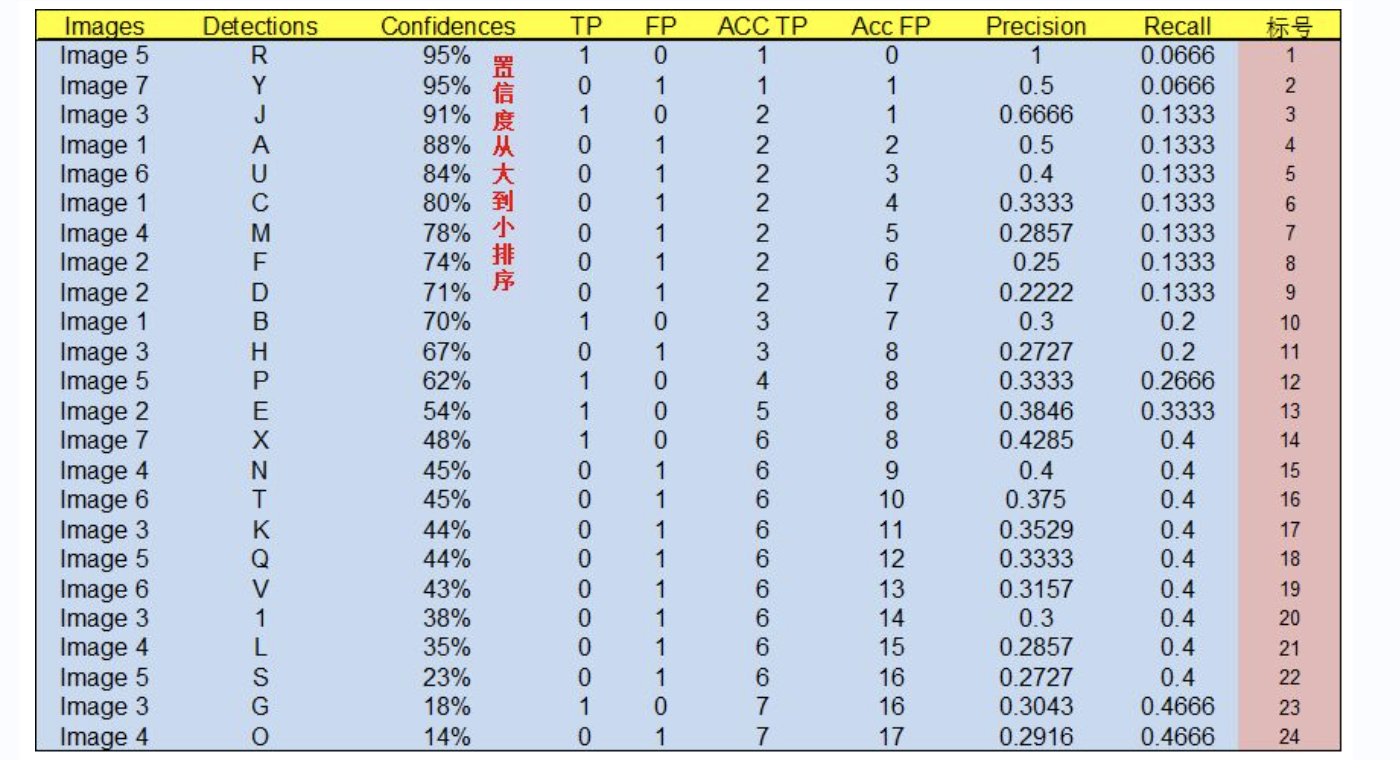 Images Detections Confidences TP FP ACC TP Acc FP Precision Recall 标号
Image 5 R 95% 1 0 1 0 1 0.0666 1
Image 7 Y 95% 0 1 1 1 0.5 0.0666 2
Image 3 J 91% 1 0 2 1 0.6666 0.1333 3
Image 1 A 88% 0 1 2 2 0.5 0.1333 4
Image 6 U 84% 0 1 2 3 0.4 0.1333 5
Image 1 C 80% 0 1 2 4 0.3333 0.1333 6
Image 4 M 78% 0 1 2 5 0.2857 0.1333 7
Image 2 F 74% 0 1 2 6 0.25 0.1333 8
Image 2 D 71% 0 1 2 7 0.2222 0.1333 9
Image 1 B 70% 1 0 3 7 0.3 0.2 10
Image 3 H 67% 0 1 3 8 0.2727 0.2 11
Image 5 P 62% 1 0 4 8 0.3333 0.2666 12
Image 2 E 54% 1 0 5 8 0.3846 0.3333 13
Image 7 X 48% 1 0 6 8 0.4285 0.4 14
Image 4 N 45% 0 1 6 9 0.4 0.4 15
Image 6 T 45% 0 1 6 10 0.375 0.4 16
Image 3 K 44% 0 1 6 11 0.3529 0.4 17
Image 5 Q 44% 0 1 6 12 0.3333 0.4 18
Image 6 V 43% 0 1 6 13 0.3157 0.4 19
Image 3 1 38% 0 1 6 14 0.3 0.4 20
Image 4 L 35% 0 1 6 15 0.2857 0.4 21
Image 5 S 23% 0 1 6 16 0.2727 0.4 22
Image 3 G 18% 1 0 7 16 0.3043 0.4666 23
Image 4 O 14% 0 1 7 17 0.2916 0.4666 24
置信度从大到小排序